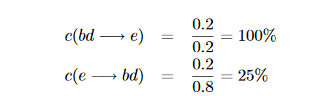 c(bd ⟶ e) = 0.2/0.2 = 100%
c(e ⟶ bd) = 0.2/0.8 = 25%